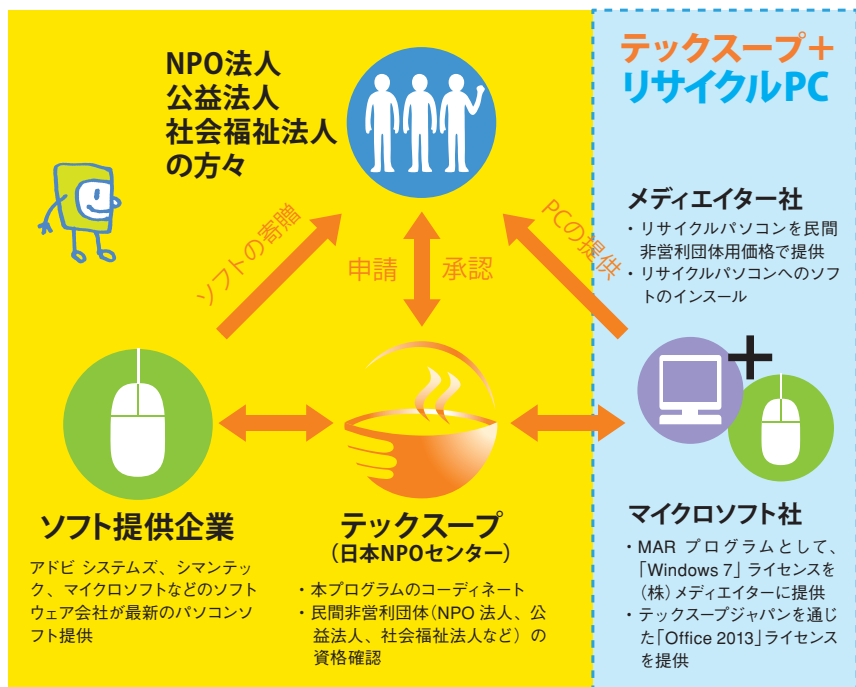 NPO法人
公益法人
社会福祉法人
の方々
テックスープ＋
リサイクルPC
ソフトの寄贈
申請
承認
PCの提供
メディエイター社
・リサイクルパソコンを民間
非営利団体用価格で提供
・リサイクルパソコンへのソフ
トのインスール
ソフト提供企業
アドビ システムズ、シマンテッ
ク、マイクロソフトなどのソフト
ウェア会社が最新のパソコンソ
フト提供
テックスープ
（日本NPOセンター）
・本プログラムのコーディネート
・民間非営利団体（NPO 法人、公
益法人、社会福祉法人など）の
資格確認
マイクロソフト社
・MAR プログラムとして、
「Windows 7」ライセンスを
（株）メディエイターに提供
・テックスープジャパンを通じ
た「Office 2013」ライセンス
を提供